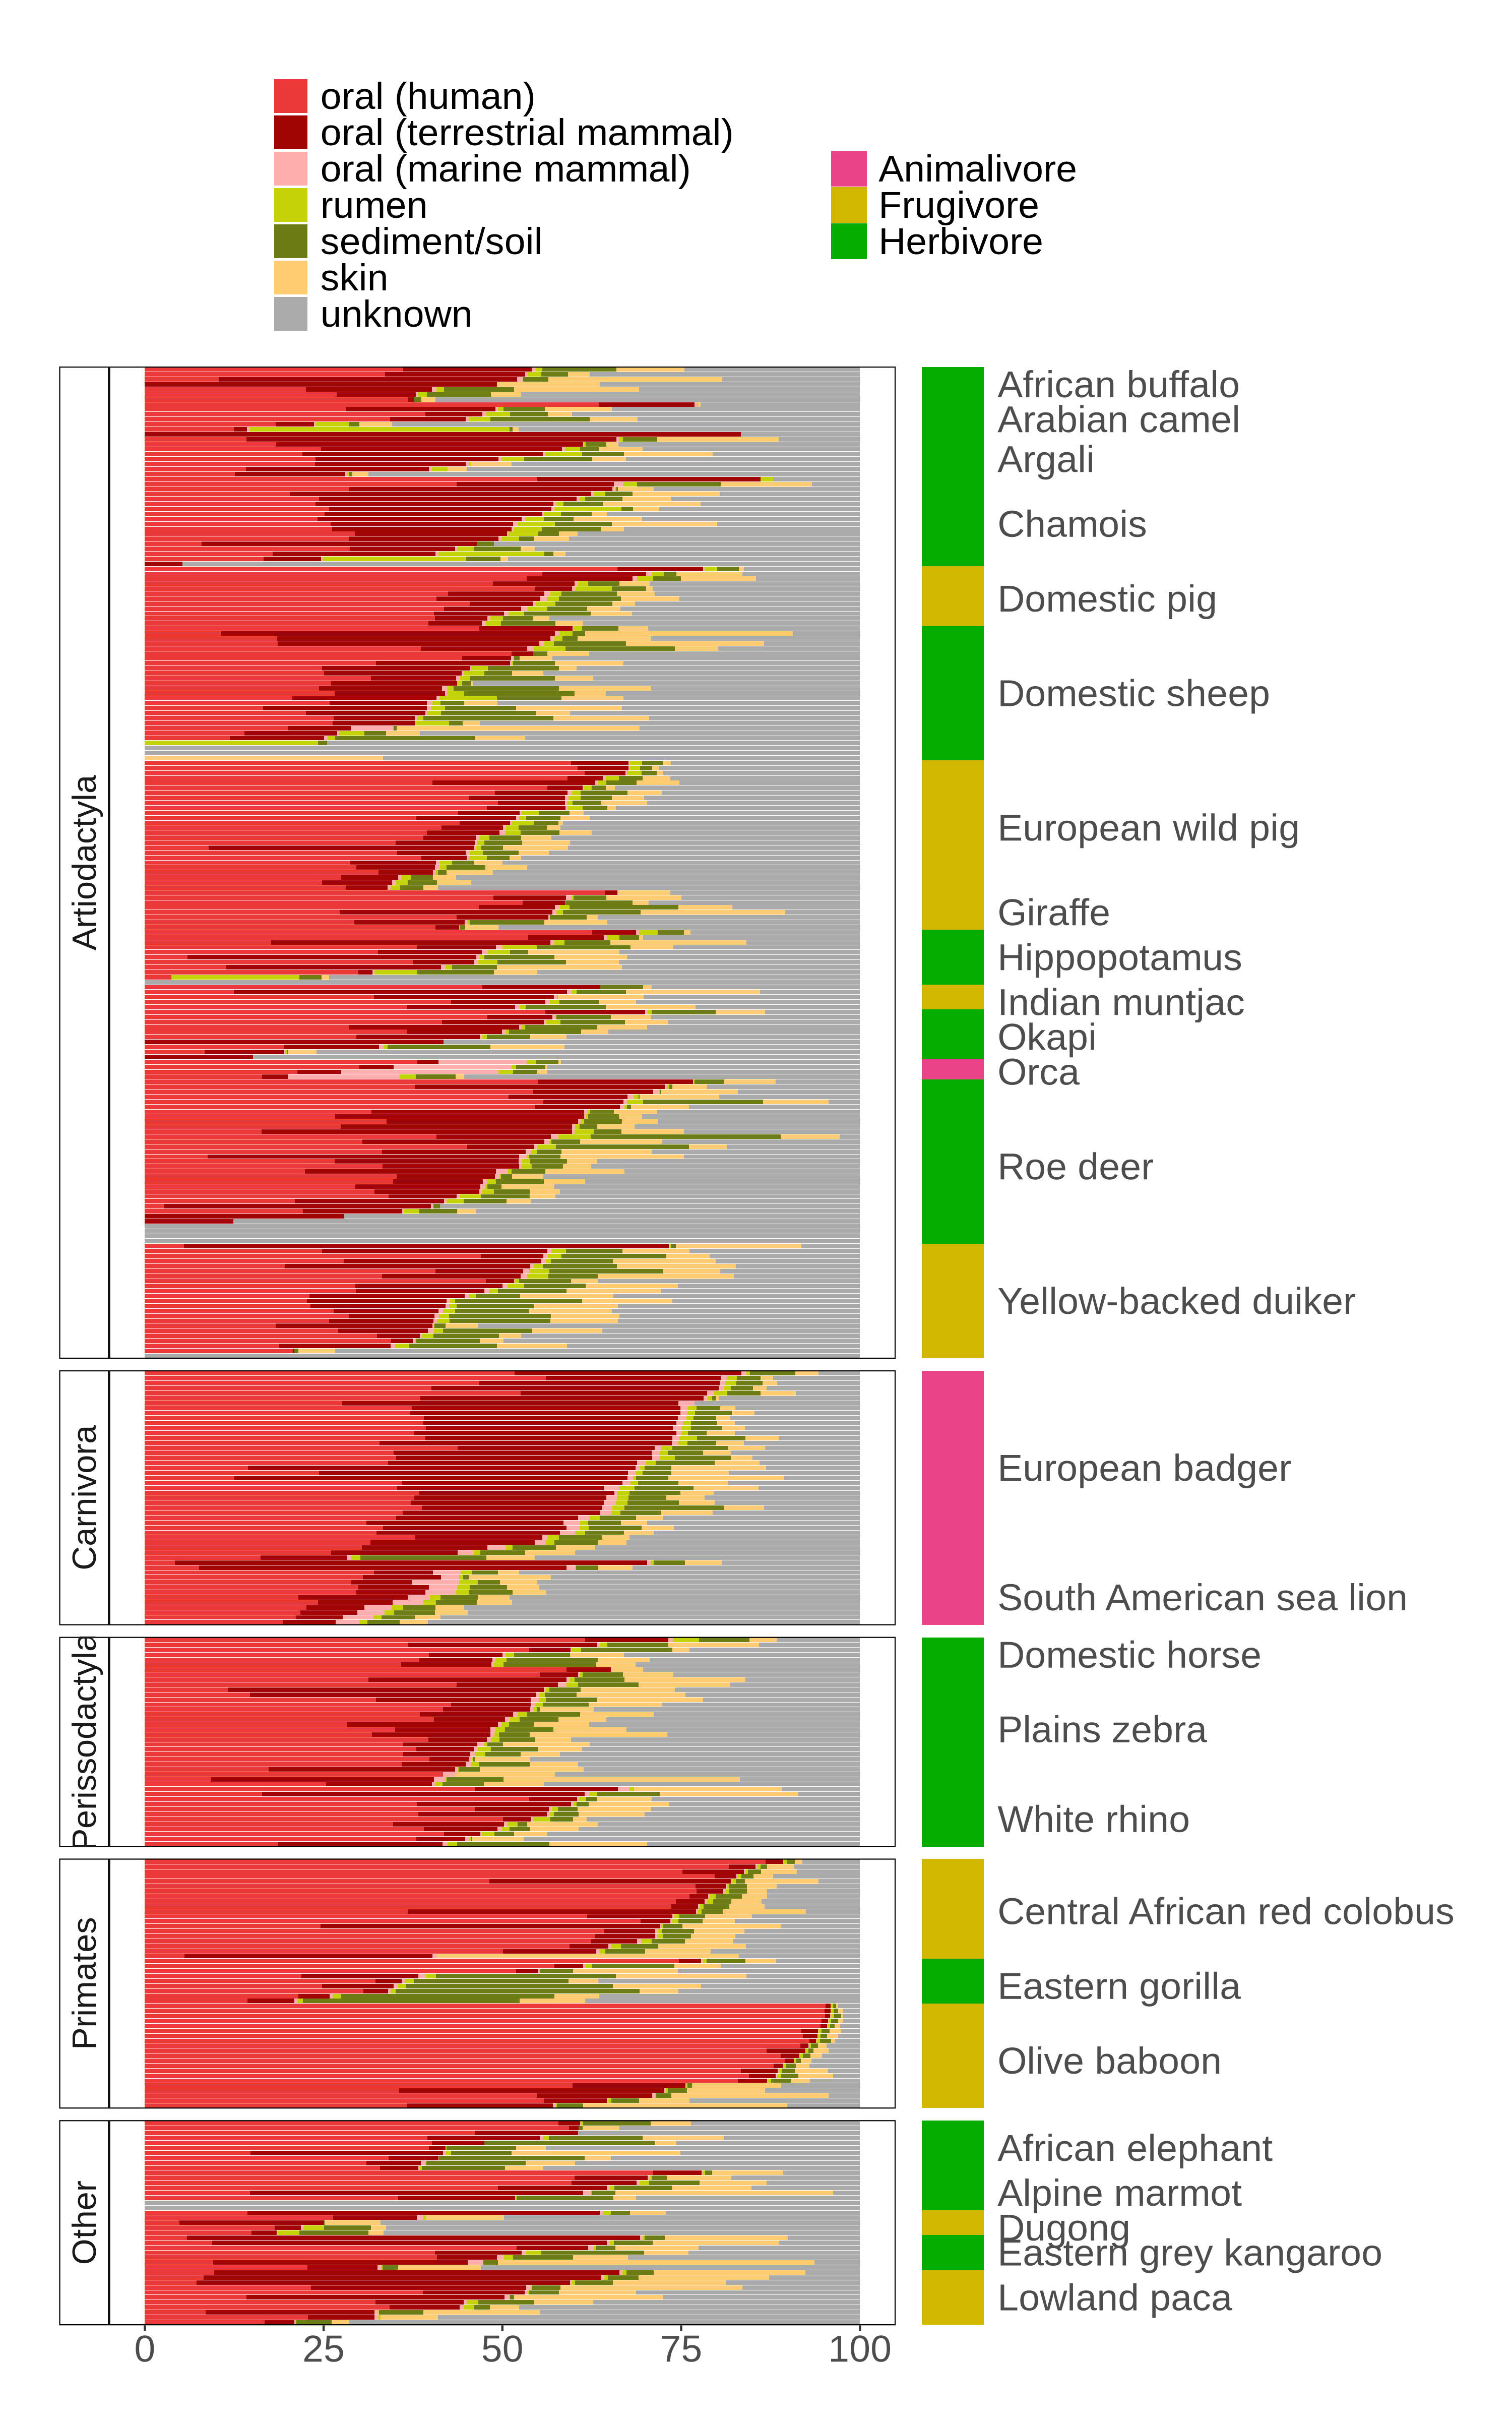 oral (human)
oral (terrestrial mammal)
oral (marine mammal)
rumen
sediment/soil
skin
unknown
Animalivore
Frugivore
Herbivore
Artiodactyla
African buffalo
Arabian camel
Argali
Chamois
Domestic pig
Domestic sheep
European wild pig
Giraffe
Hippopotamus
Indian muntjac
Okapi
Orca
Roe deer
Yellow-backed duiker
Carnivora
European badger
South American sea lion
Perissodactyla
Domestic horse
Plains zebra
White rhino
Primates
Central African red colobus
Eastern gorilla
Olive baboon
Other
African elephant
Alpine marmot
Dugong
Eastern grey kangaroo
Lowland paca
0 25 50 75 100